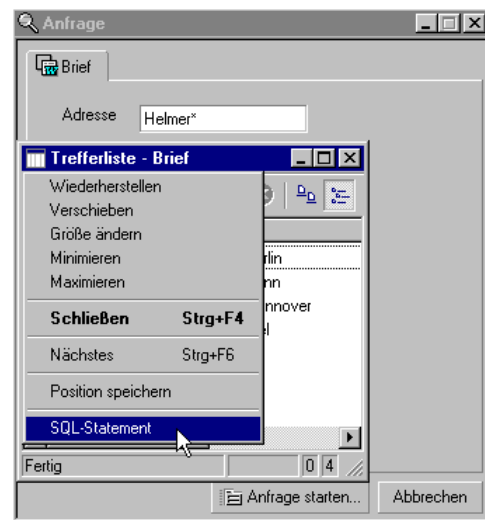 Anfrage
Brief
Adresse Helmer*
Trefferliste - Brief
Wiederherstellen
Verschieben
Größe ändern
Minimieren
rlin
Maximieren
nn
Schließen Strg+F4
nnover
Nächstes Strg+F6
Position speichern
SQL-Statement
Fertig 0 4
Anfrage starten... Abbrechen